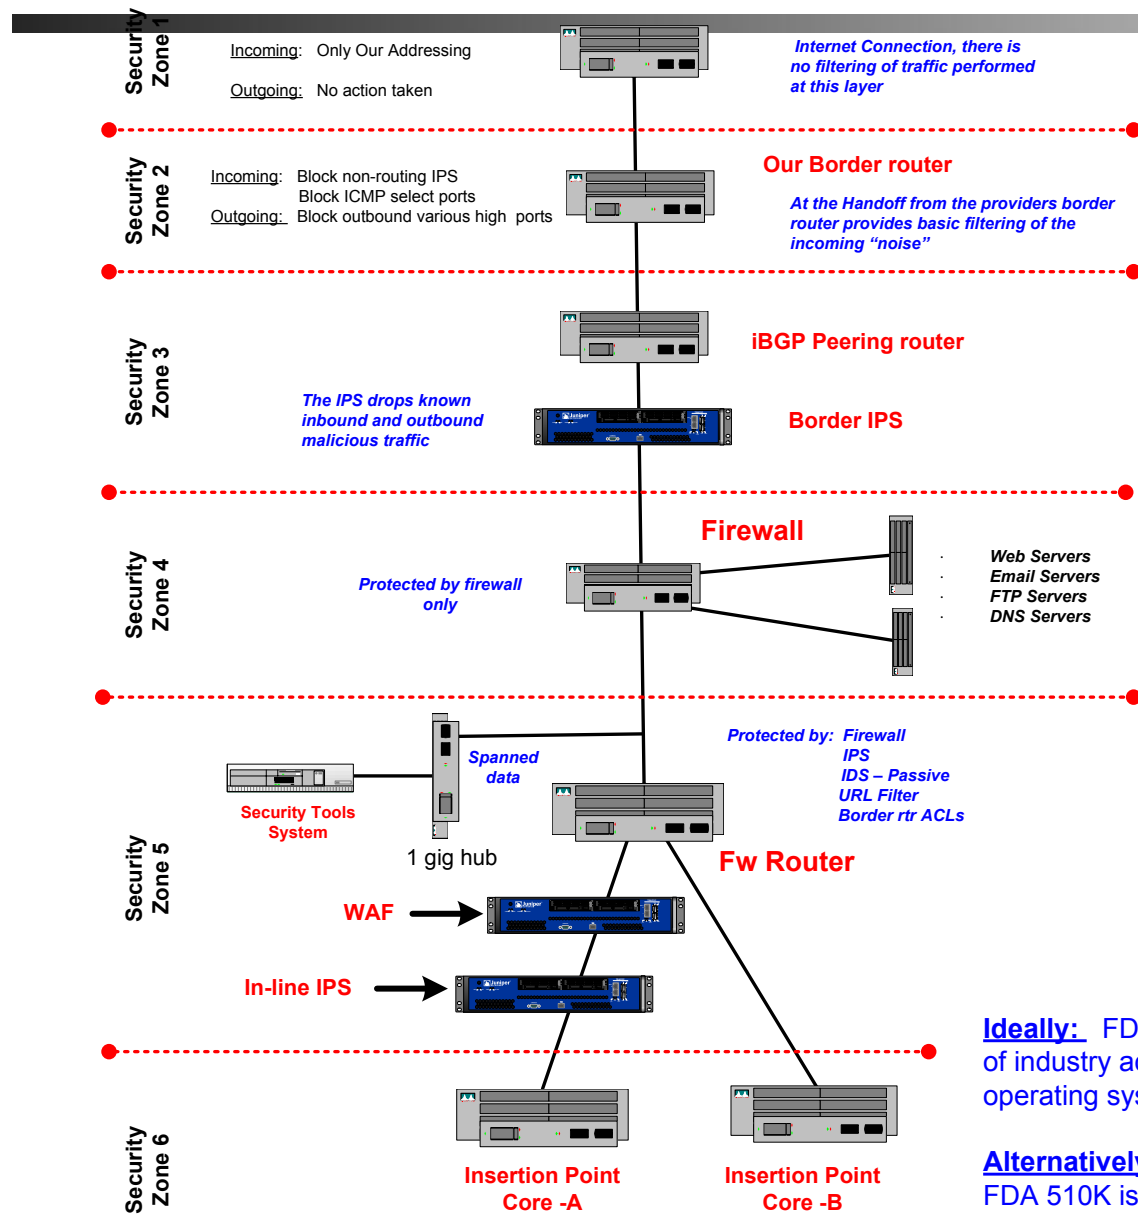 Security Zone 1
Incoming: Only Our Addressing
Outgoing: No action taken
Internet Connection, there is
no filtering of traffic performed
at this layer
Security Zone 2
Incoming: Block non-routing IPS
Block ICMP select ports
Outgoing: Block outbound various high ports
Our Border router
At the Handoff from the providers border
router provides basic filtering of the
incoming “noise”
Security Zone 3
iBGP Peering router
The IPS drops known
inbound and outbound
malicious traffic
Juniper
Border IPS
Security Zone 4
Firewall
Protected by firewall
only
· Web Servers
· Email Servers
· FTP Servers
· DNS Servers
Security Zone 5
Spanned
data
Protected by: Firewall
IPS
IDS – Passive
URL Filter
Border rtr ACLs
Security Tools
System
1 gig hub
Fw Router
WAF
Juniper
In-line IPS
Juniper
Security Zone 6
Insertion Point
Core -A
Insertion Point
Core -B
Ideally: FD
of industry a
operating sys
Alternatively
FDA 510K is